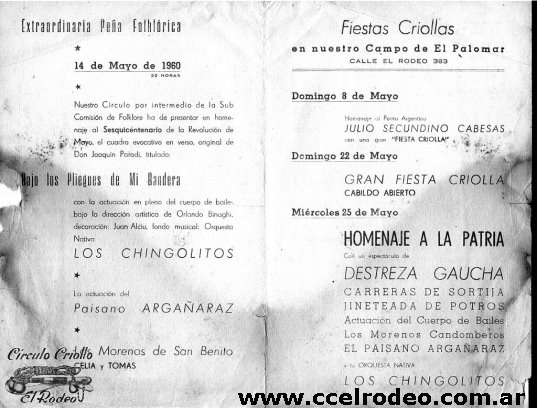 Extraordinaria Peña Folklórica
14 de Mayo de 1960
22 HORAS
Nuestro Círculo por intermedio de la Sub
Comisión de Folklore ha de presentar en home-
naje al Sesquicentenario de la Revolución de
Mayo, el cuadro evocativo en verso, original de
Don Joaquín Parodi, titulado:
Bajo los Pliegues de Mi Bandera
con la actuación en pleno del cuerpo de bailes
bajo la dirección artística de Orlando Binaghi,
decoración: Juan Alciu, fondo musical: Orquesta
Nativa
LOS CHINGOLITOS
La actuación del
Paisano ARGAÑARAZ
Los Morenos de San Benito
CELIA y TOMAS
Círculo Criollo
El Rodeo
Fiestas Criollas
en nuestro Campo de El Palomar
CALLE EL RODEO 383
Domingo 8 de Mayo
Homenaje al Poeta Argentino
JULIO SECUNDINO CABESAS
con una gran "FIESTA CRIOLLA"
Domingo 22 de Mayo
GRAN FIESTA CRIOLLA
CABILDO ABIERTO
Miércoles 25 de Mayo
HOMENAJE A LA PATRIA
Con un espectáculo de
DESTREZA GAUCHA
CARRERAS DE SORTIJA
JINETEADA DE POTROS
Actuación del Cuerpo de Bailes
Los Morenos Candomberos
EL PAISANO ARGAÑARAZ
y la ORQUESTA NATIVA
LOS CHINGOLITOS
www.ccelrodeo.com.ar